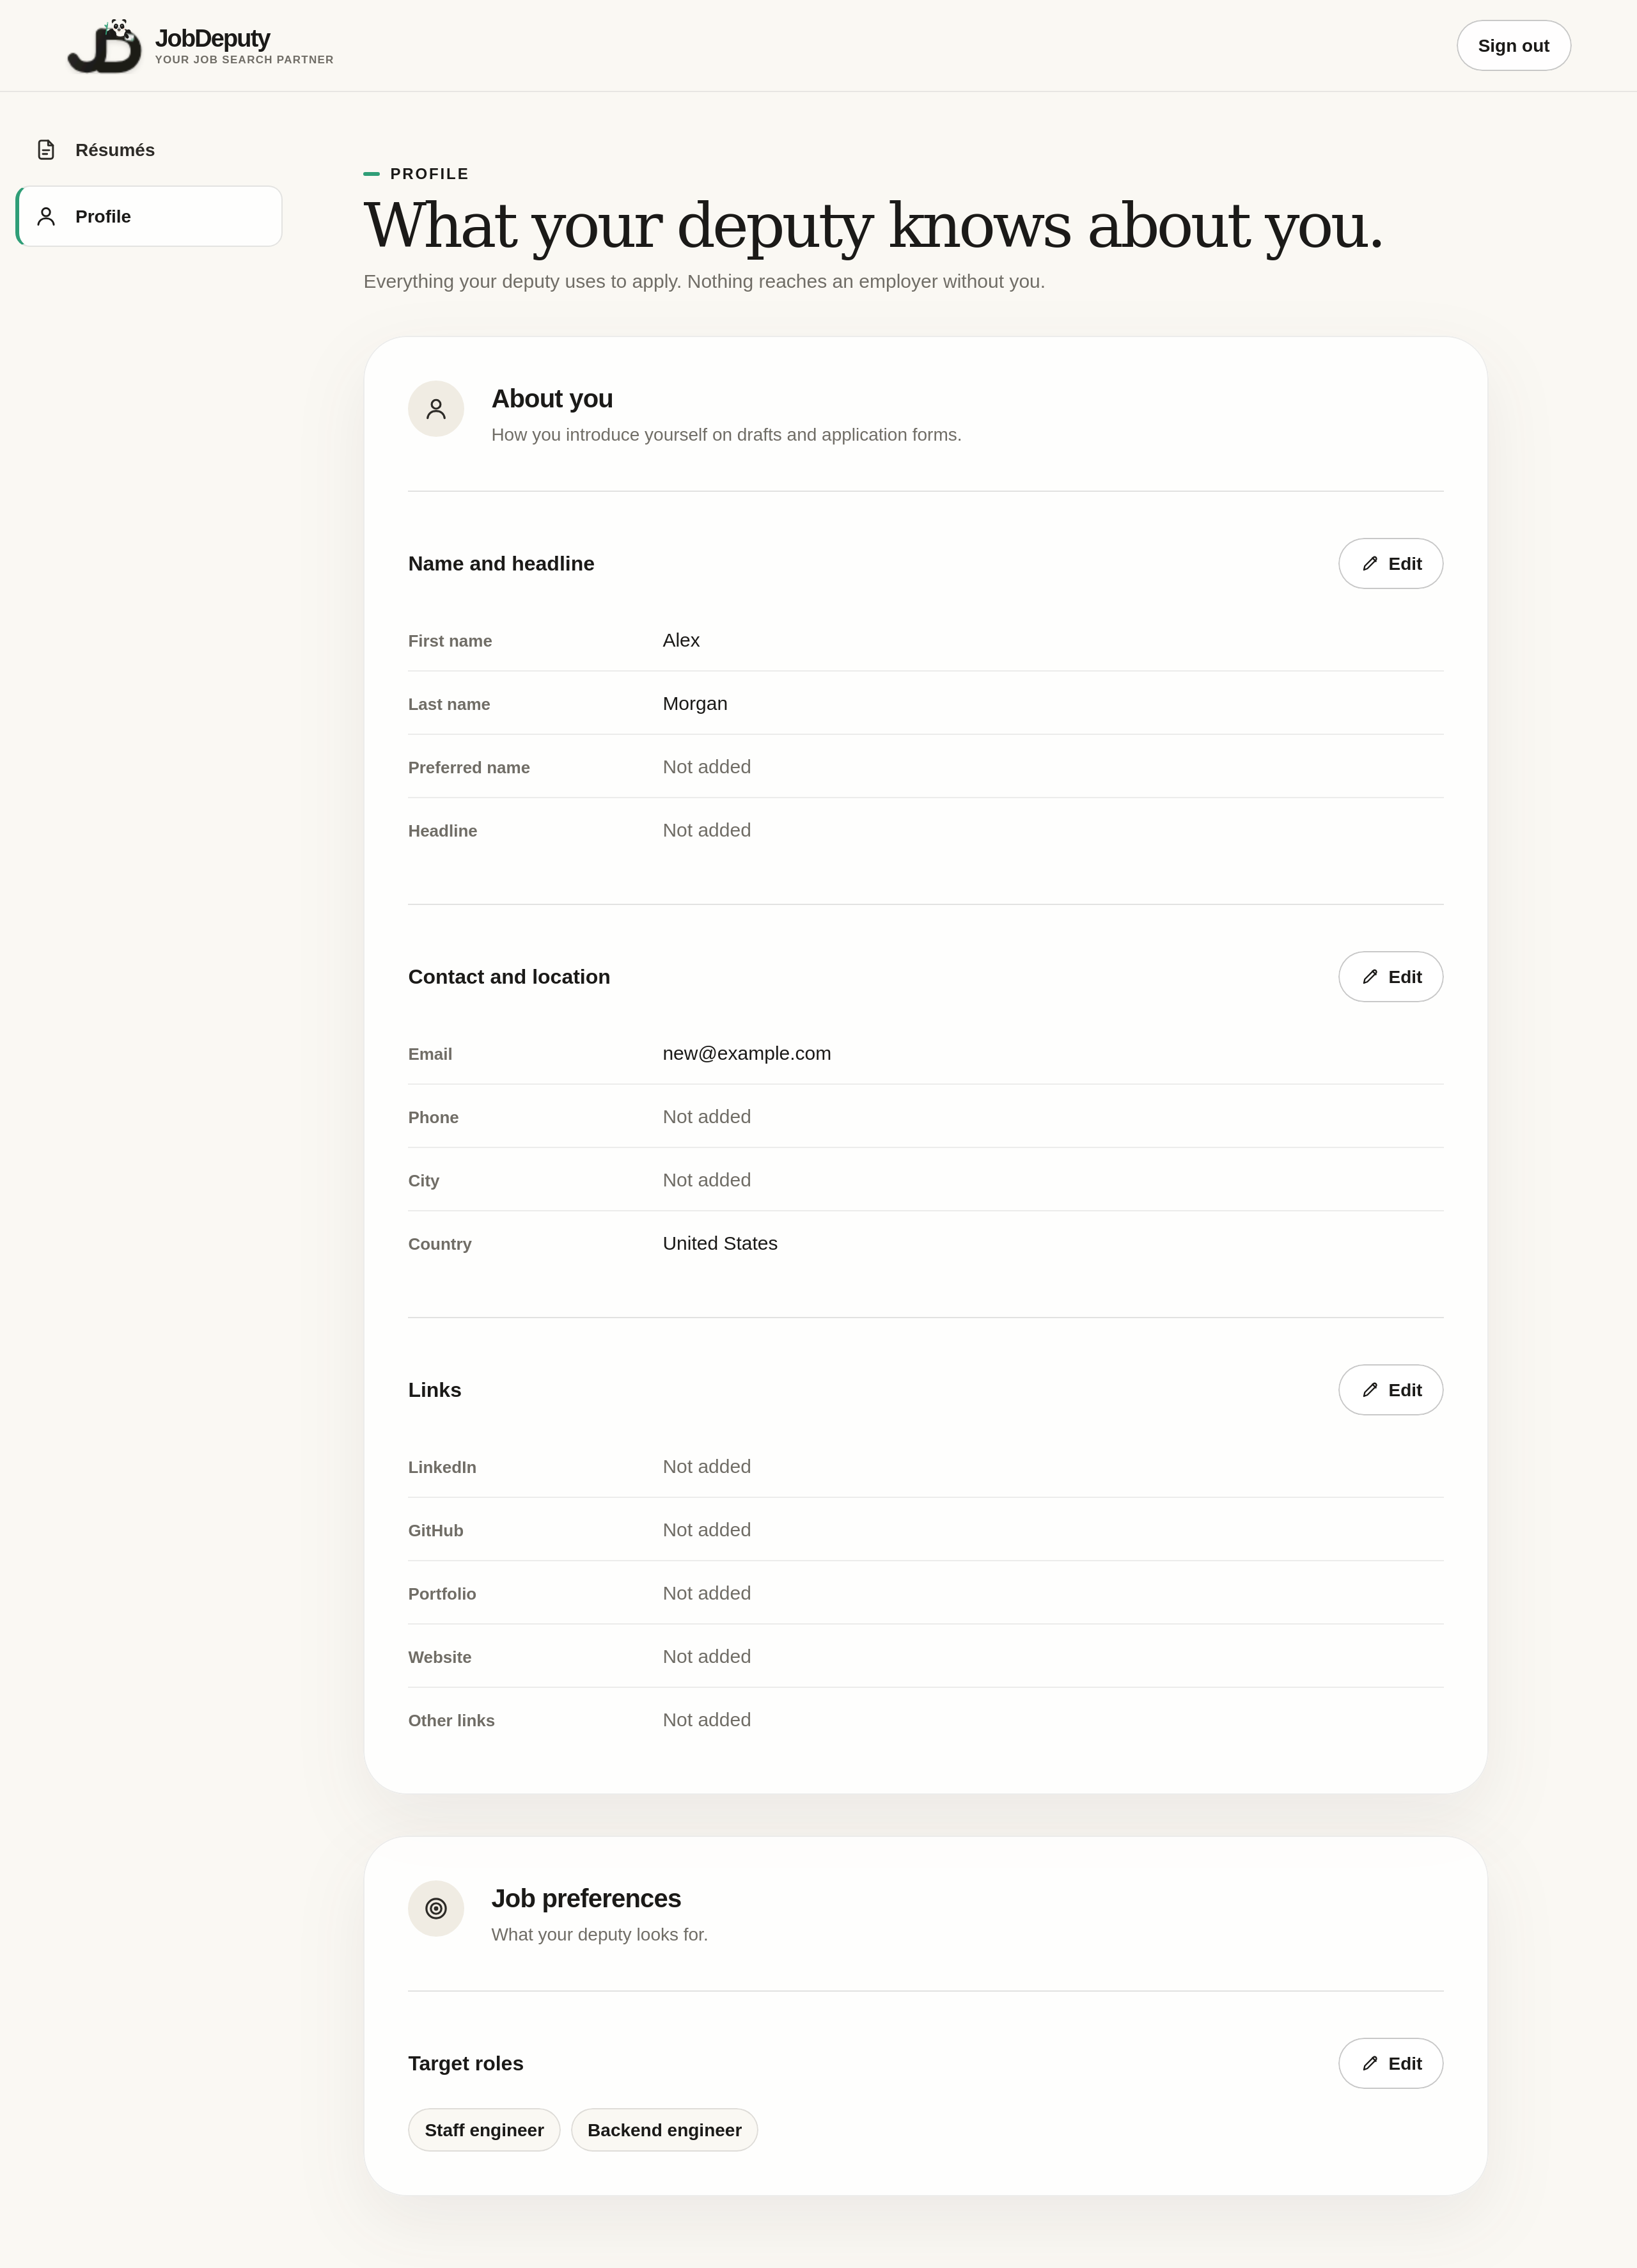 JobDeputy
YOUR JOB SEARCH PARTNER
Sign out
Résumés
Profile
PROFILE
What your deputy knows about you.
Everything your deputy uses to apply. Nothing reaches an employer without you.
About you
How you introduce yourself on drafts and application forms.
Name and headline
Edit
First name
Alex
Last name
Morgan
Preferred name
Not added
Headline
Not added
Contact and location
Edit
Email
new@example.com
Phone
Not added
City
Not added
Country
United States
Links
Edit
LinkedIn
Not added
GitHub
Not added
Portfolio
Not added
Website
Not added
Other links
Not added
Job preferences
What your deputy looks for.
Target roles
Edit
Staff engineer
Backend engineer